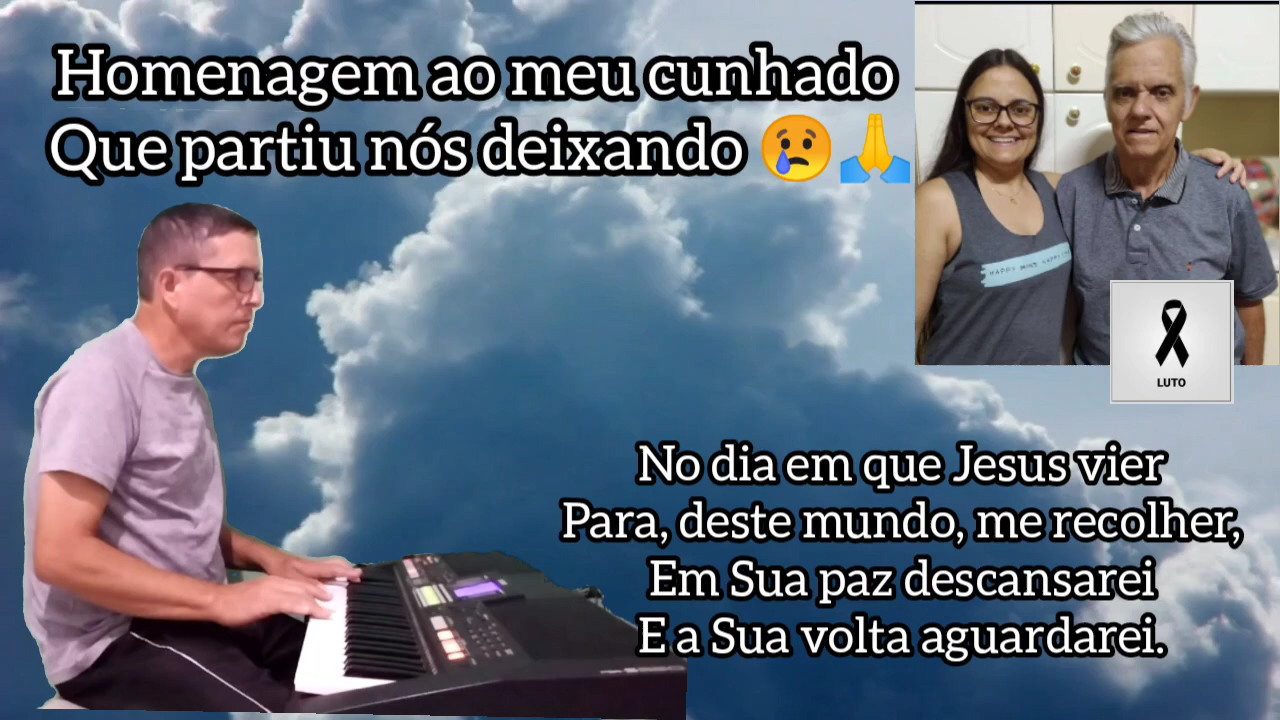 Homenagem ao meu cunhado
Que partiu nós deixando 😢🙏
LUTO
No dia em que Jesus vier
Para, deste mundo, me recolher,
Em Sua paz descansarei
E a Sua volta aguardarei.